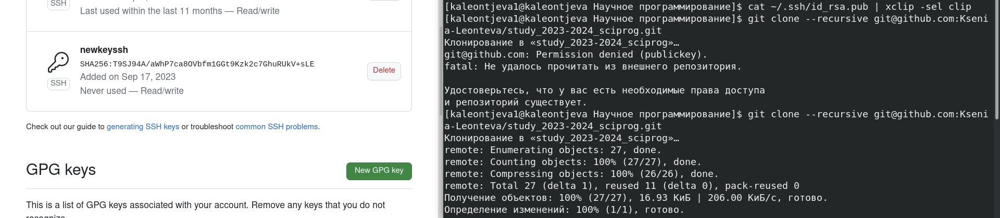 SSH
Last used within the last 11 months — Read/write
newkeyssh
SHA256:T9SJ94A/aWhP7ca8OVbfm1GGt9Kzk2c7GhuRUkV+sLE
Added on Sep 17, 2023
SSH
Never used — Read/write
Delete
Check out our guide to generating SSH keys or troubleshoot common SSH problems.
GPG keys
New GPG key
This is a list of GPG keys associated with your account. Remove any keys that you do not
recognize.
[kaleontjeva1@kaleontjeva Научное программирование]$ cat ~/.ssh/id_rsa.pub | xclip -sel clip
[kaleontjeva1@kaleontjeva Научное программирование]$ git clone --recursive git@github.com:Kseni
a-Leonteva/study_2023-2024_sciprog.git
Клонирование в «study_2023-2024_sciprog»…
git@github.com: Permission denied (publickey).
fatal: Не удалось прочитать из внешнего репозитория.
Удостоверьтесь, что у вас есть необходимые права доступа
и репозиторий существует.
[kaleontjeva1@kaleontjeva Научное программирование]$ git clone --recursive git@github.com:Kseni
a-Leonteva/study_2023-2024_sciprog.git
Клонирование в «study_2023-2024_sciprog»…
remote: Enumerating objects: 27, done.
remote: Counting objects: 100% (27/27), done.
remote: Compressing objects: 100% (26/26), done.
remote: Total 27 (delta 1), reused 11 (delta 0), pack-reused 0
Получение объектов: 100% (27/27), 16.93 КиБ | 206.00 КиБ/с, готово.
Определение изменений: 100% (1/1), готово.